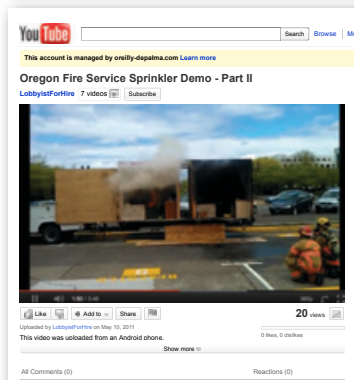 You Tube
Search Browse
This account is managed by oreilly-depalma.com Learn more
Oregon Fire Service Sprinkler Demo - Part II
LobbyistForHire 7 videos Subscribe
Like Add to Share 20 views
Uploaded by LobbyistForHire on May 10, 2011
0 likes, 0 dislikes
This video was uploaded from an Android phone.
Show more
All Comments (0) Reactions (0)